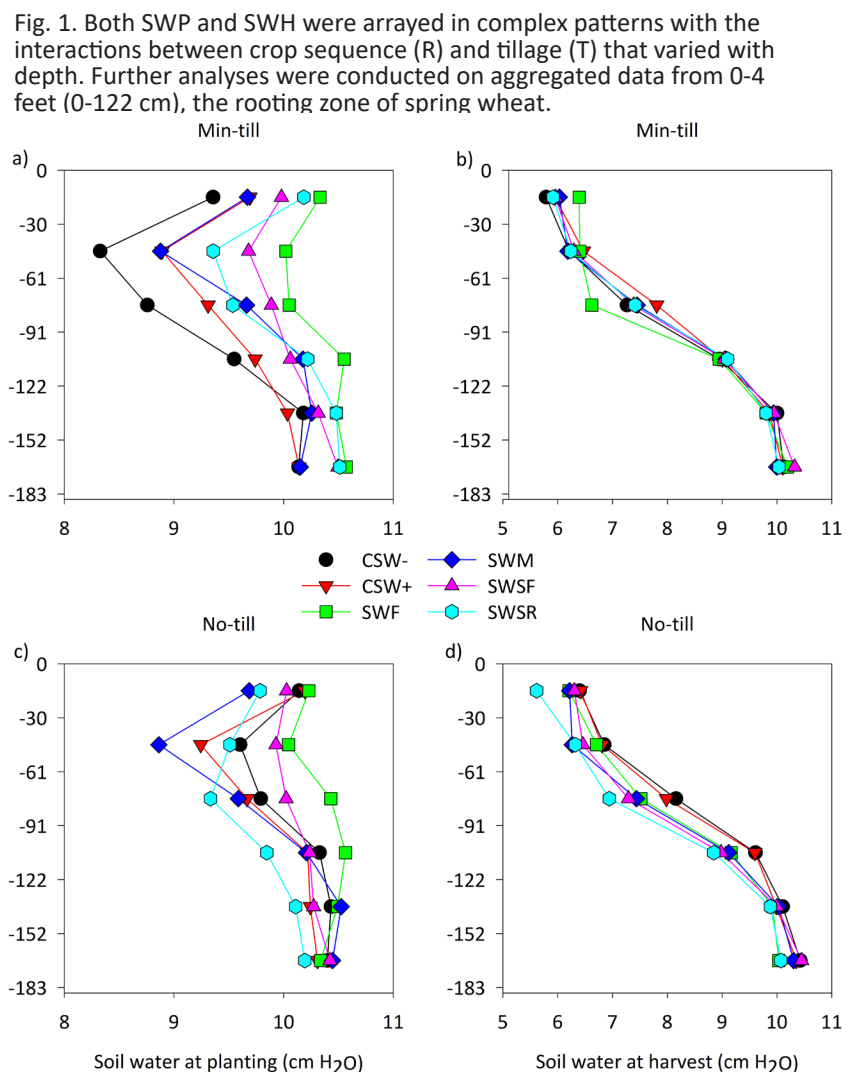 Fig. 1. Both SWP and SWH were arrayed in complex patterns with the
interactions between crop sequence (R) and tillage (T) that varied with
depth. Further analyses were conducted on aggregated data from 0-4
feet (0-122 cm), the rooting zone of spring wheat.
Min-till
Min-till
a)
0
-30
-61
-91
-122
-152
-183
8
9
10
11
b)
0
-30
-61
-91
-122
-152
-183
5
6
7
8
9
10
11
CSW-
CSW+
SWF
SWM
SWSF
SWSR
No-till
No-till
c)
0
-30
-61
-91
-122
-152
-183
8
9
10
11
Soil water at planting (cm H2O)
d)
0
-30
-61
-91
-122
-152
-183
5
6
7
8
9
10
11
Soil water at harvest (cm H2O)